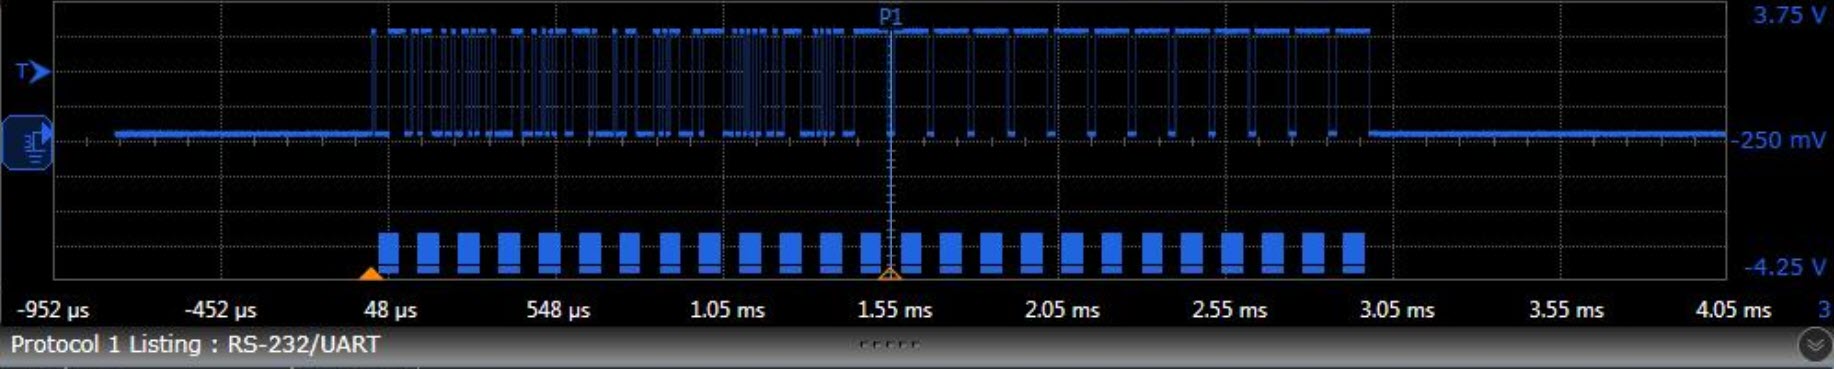 P1
3.75 V
T
3
-250 mV
-4.25 V
-952 µs -452 µs 48 µs 548 µs 1.05 ms 1.55 ms 2.05 ms 2.55 ms 3.05 ms 3.55 ms 4.05 ms 3
Protocol 1 Listing : RS-232/UART